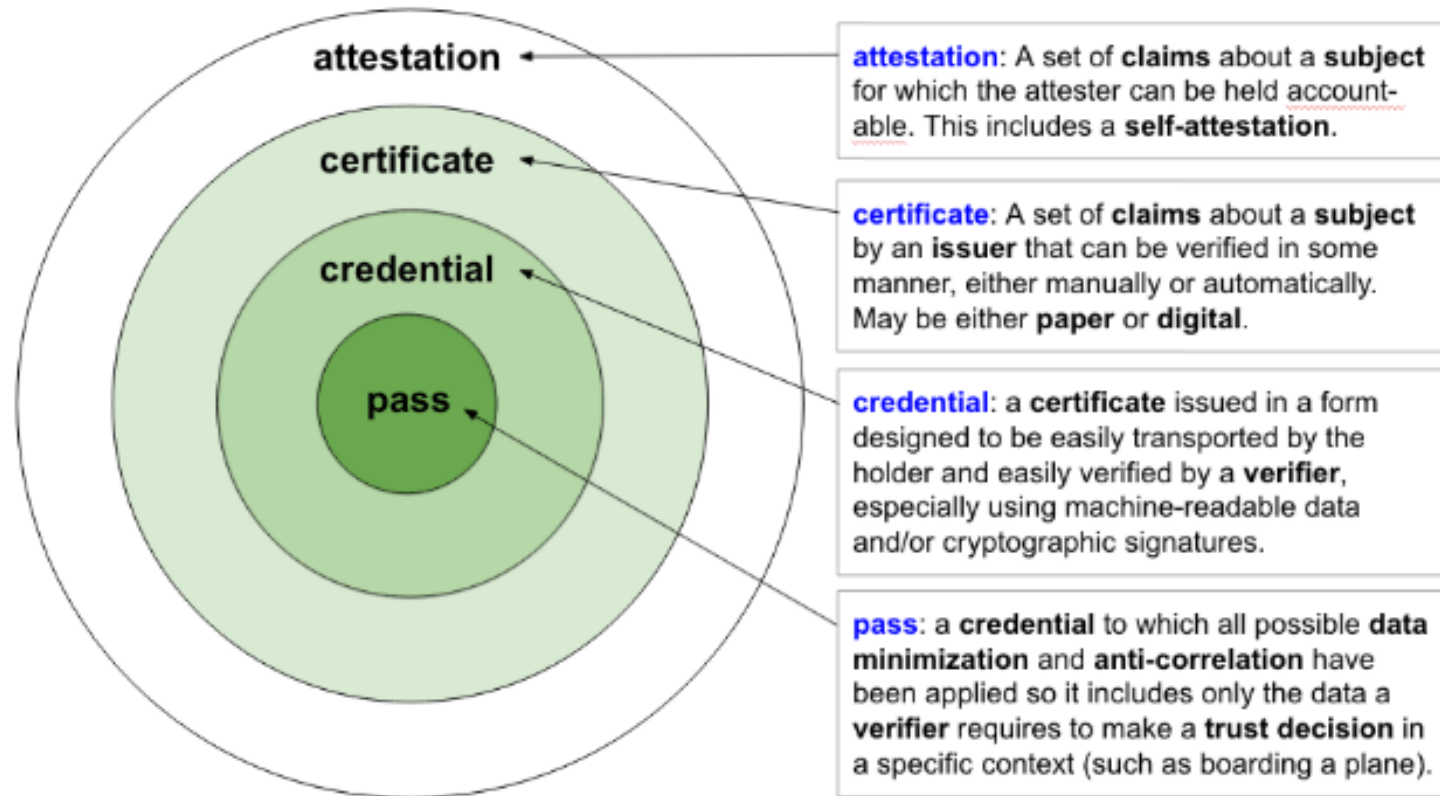 attestation
certificate
credential
pass
attestation: A set of claims about a subject
for which the attester can be held account-
able. This includes a self-attestation.
certificate: A set of claims about a subject
by an issuer that can be verified in some
manner, either manually or automatically.
May be either paper or digital.
credential: a certificate issued in a form
designed to be easily transported by the
holder and easily verified by a verifier,
especially using machine-readable data
and/or cryptographic signatures.
pass: a credential to which all possible data
minimization and anti-correlation have
been applied so it includes only the data a
verifier requires to make a trust decision in
a specific context (such as boarding a plane).